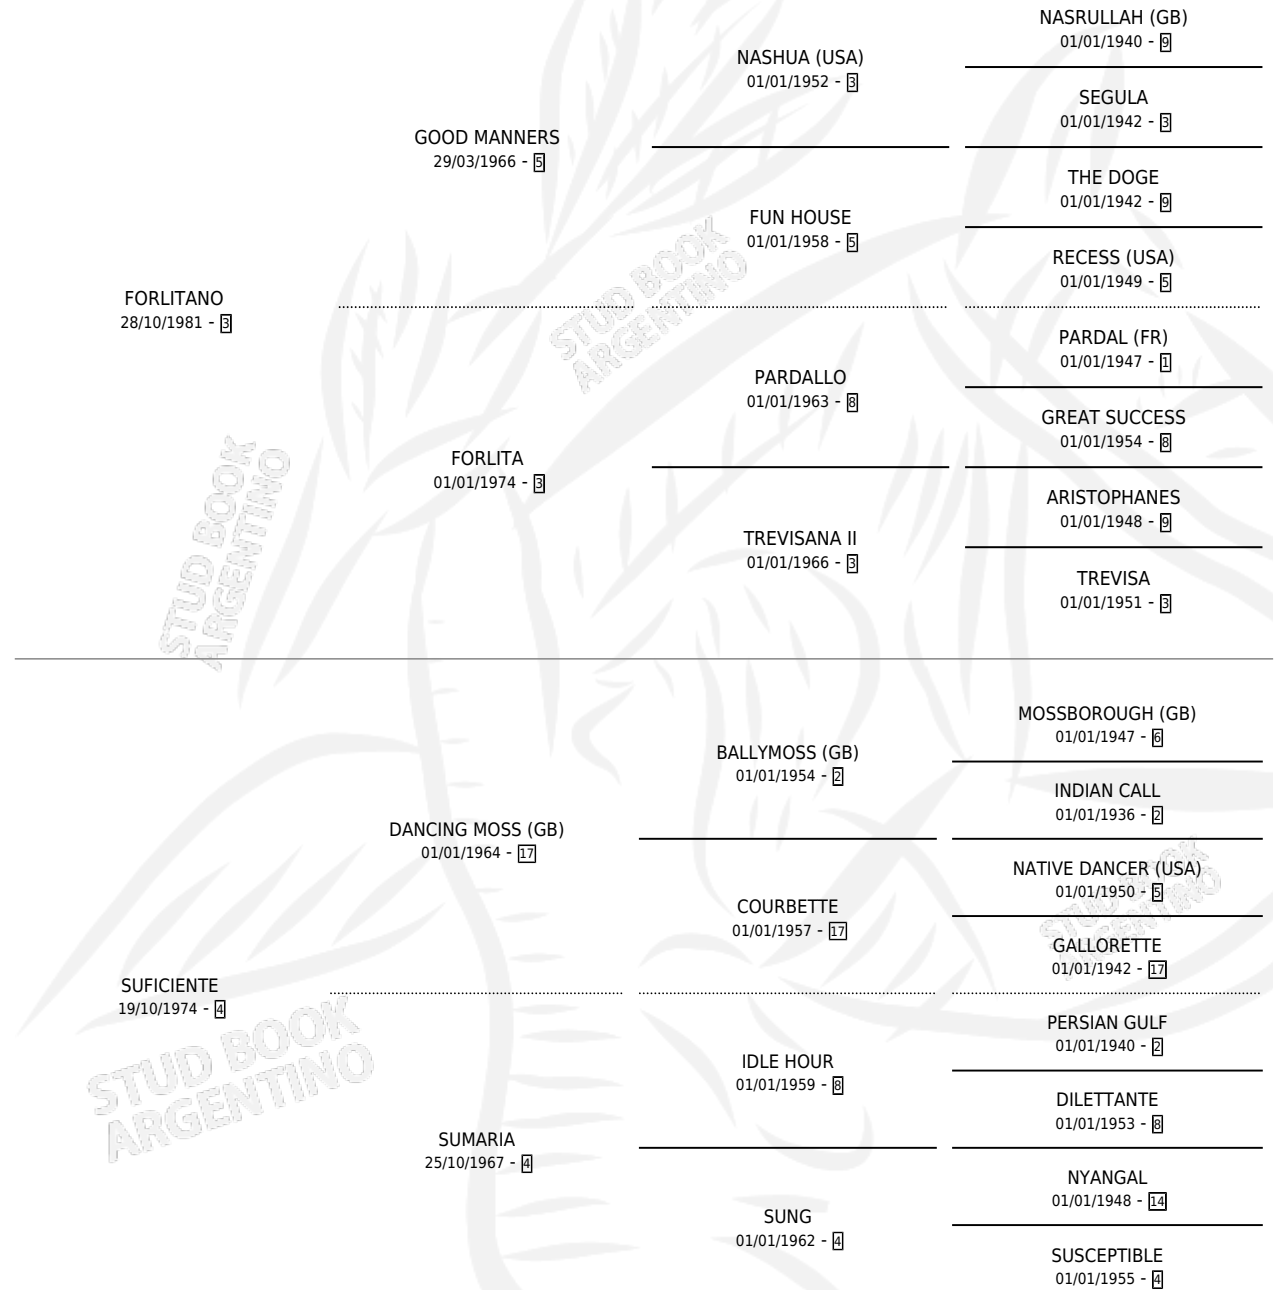 NASRULLAH (GB)
01/01/1940 - 9
NASHUA (USA)
01/01/1952 - 3
SEGULA
01/01/1942 - 3
GOOD MANNERS
29/03/1966 - 5
THE DOGE
01/01/1942 - 9
FUN HOUSE
01/01/1958 - 5
RECESS (USA)
01/01/1949 - 5
FORLITANO
28/10/1981 - 3
PARDAL (FR)
01/01/1947 - 1
PARDALLO
01/01/1963 - 8
GREAT SUCCESS
01/01/1954 - 8
FORLITA
01/01/1974 - 3
ARISTOPHANES
01/01/1948 - 9
TREVISANA II
01/01/1966 - 3
TREVISA
01/01/1951 - 3
STUD BOOK
ARGENTINO
STUD BOOK
ARGENTINO
MOSSBOROUGH (GB)
01/01/1947 - 6
BALLYMOSS (GB)
01/01/1954 - 2
INDIAN CALL
01/01/1936 - 2
DANCING MOSS (GB)
01/01/1964 - 17
NATIVE DANCER (USA)
01/01/1950 - 5
COURBETTE
01/01/1957 - 17
GALLORETTE
01/01/1942 - 17
SUFICIENTE
19/10/1974 - 4
PERSIAN GULF
01/01/1940 - 2
IDLE HOUR
01/01/1959 - 8
DILETTANTE
01/01/1953 - 8
SUMARIA
25/10/1967 - 4
NYANGAL
01/01/1948 - 14
SUNG
01/01/1962 - 4
SUSCEPTIBLE
01/01/1955 - 4
STUD BOOK
ARGENTINO
STUD BOOK
ARGENTINO